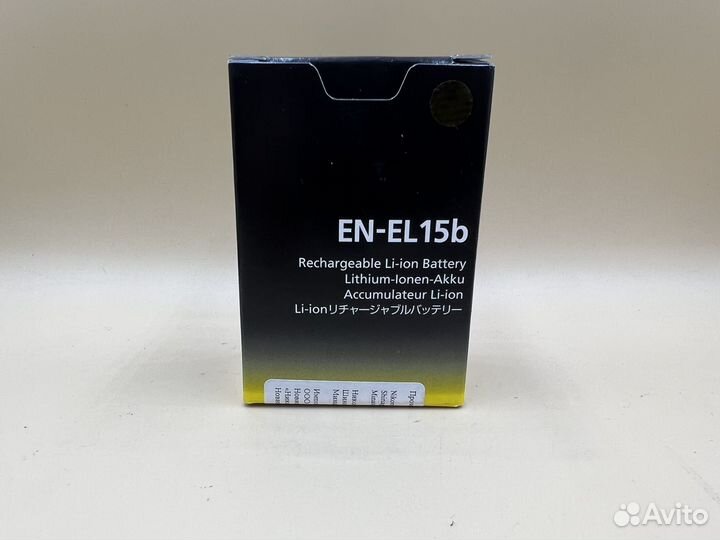 EN-EL15b
Rechargeable Li-ion Battery
Lithium-Ionen-Akku
Accumulateur Li-ion
Li-ionリチャージャブルバッテリー
Avito